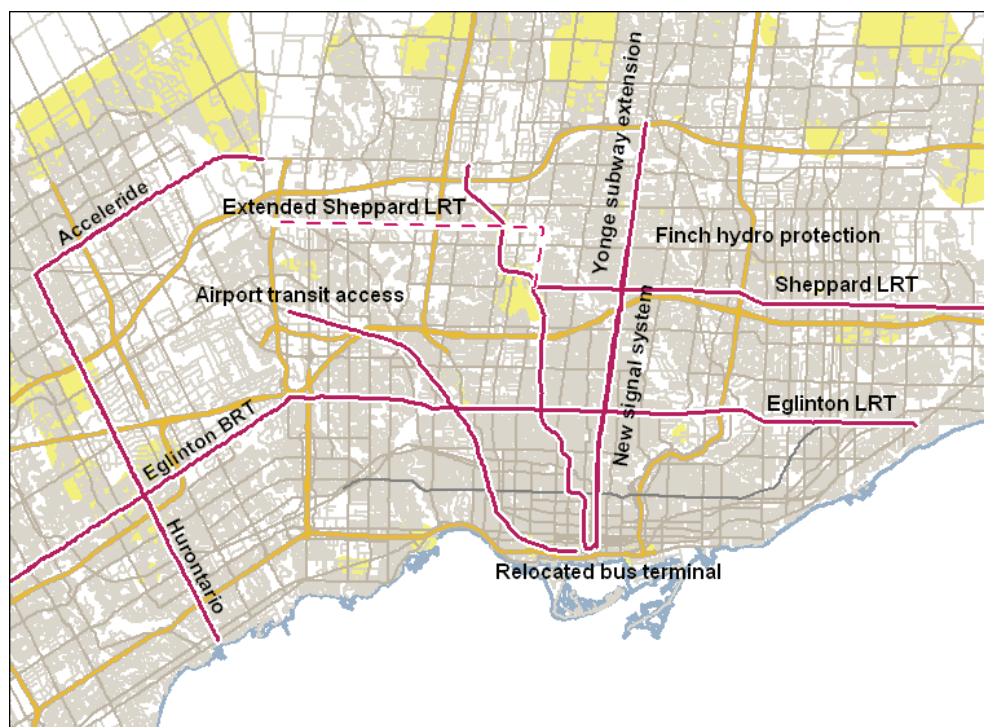 Yonge subway extension
Acceleride
Extended Sheppard LRT
Finch hydro protection
Airport transit access
Sheppard LRT
New signal system
Eglinton LRT
Eglinton BRT
Hurontario
Relocated bus terminal